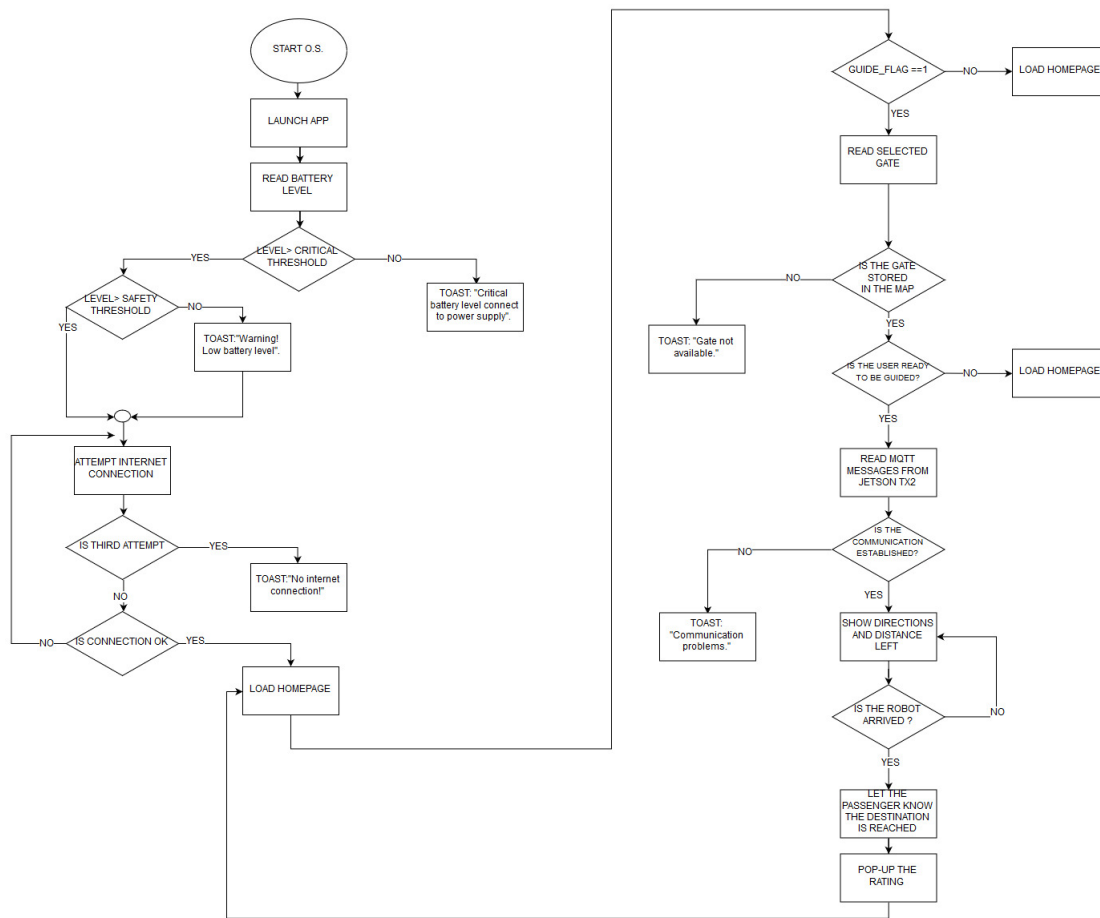 START O.S.
LAUNCH APP
READ BATTERY
LEVEL
LEVEL> CRITICAL
THRESHOLD
YES
NO
LEVEL> SAFETY
THRESHOLD
YES
NO
TOAST:"Warning!
Low battery level".
TOAST: "Critical
battery level connect
to power supply".
ATTEMPT INTERNET
CONNECTION
IS THIRD ATTEMPT
YES
NO
TOAST:"No internet
connection!"
IS CONNECTION OK
NO
YES
LOAD HOMEPAGE
GUIDE_FLAG ==1
NO
LOAD HOMEPAGE
YES
READ SELECTED
GATE
IS THE GATE
STORED
IN THE MAP
NO
TOAST: "Gate not
available."
YES
IS THE USER READY
TO BE GUIDED?
NO
LOAD HOMEPAGE
YES
READ MQTT
MESSAGES FROM
JETSON TX2
IS THE
COMMUNICATION
ESTABLISHED?
NO
TOAST:
"Communication
problems."
YES
SHOW DIRECTIONS
AND DISTANCE
LEFT
IS THE ROBOT
ARRIVED ?
NO
YES
LET THE
PASSENGER KNOW
THE DESTINATION
IS REACHED
POP-UP THE
RATING